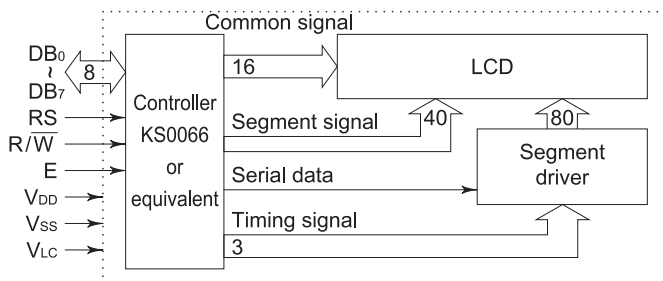 Common signal
DB0
~
DB7
8
RS
R/W̅
E
VDD
VSS
VLC
Controller
KS0066
or
equivalent
16
LCD
Segment signal
40
80
Segment
driver
Serial data
Timing signal
3